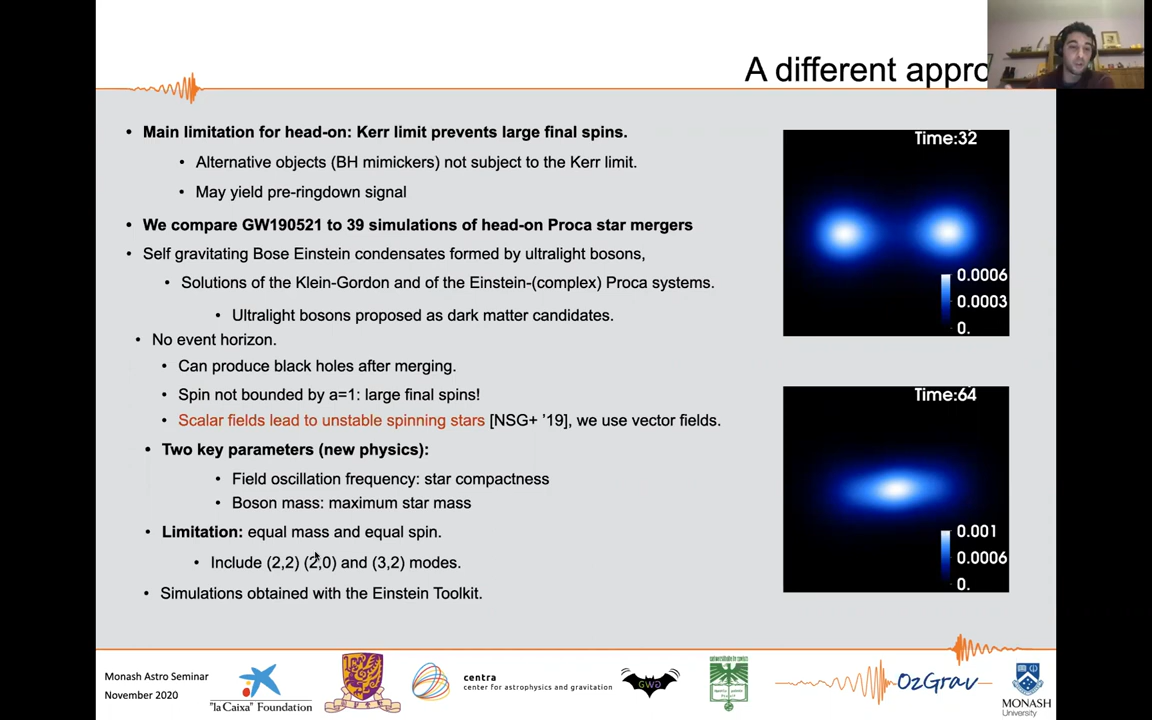 A different appro
• Main limitation for head-on: Kerr limit prevents large final spins.
• Alternative objects (BH mimickers) not subject to the Kerr limit.
• May yield pre-ringdown signal
• We compare GW190521 to 39 simulations of head-on Proca star mergers
• Self gravitating Bose Einstein condensates formed by ultralight bosons,
• Solutions of the Klein-Gordon and of the Einstein-(complex) Proca systems.
• Ultralight bosons proposed as dark matter candidates.
• No event horizon.
• Can produce black holes after merging.
• Spin not bounded by a=1: large final spins!
• Scalar fields lead to unstable spinning stars [NSG+ ’19], we use vector fields.
• Two key parameters (new physics):
• Field oscillation frequency: star compactness
• Boson mass: maximum star mass
• Limitation: equal mass and equal spin.
• Include (2,2) (2,0) and (3,2) modes.
• Simulations obtained with the Einstein Toolkit.
Time:32
0.0006
0.0003
0.
Time:64
0.001
0.0006
0.
Monash Astro Seminar
November 2020
"la Caixa" Foundation
centra
center for astrophysics and gravitation
GWG
OzGrav
MONASH
University